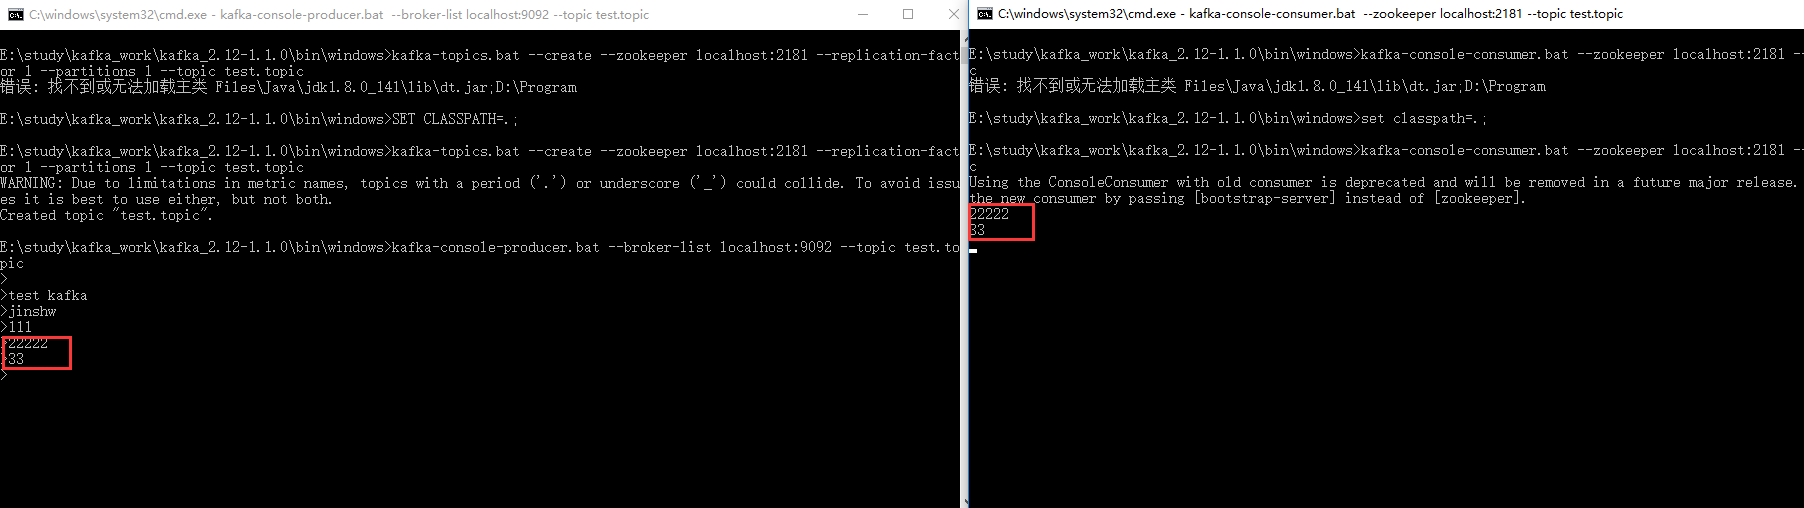 C:\windows\system32\cmd.exe - kafka-console-producer.bat  --broker-list localhost:9092 --topic test.topic
E:\study\kafka_work\kafka_2.12-1.1.0\bin\windows>kafka-topics.bat --create --zookeeper localhost:2181 --replication-fact
or 1 --partitions 1 --topic test.topic
错误: 找不到或无法加载主类 Files\Java\jdk1.8.0_141\lib\dt.jar;D:\Program
E:\study\kafka_work\kafka_2.12-1.1.0\bin\windows>SET CLASSPATH=.;
E:\study\kafka_work\kafka_2.12-1.1.0\bin\windows>kafka-topics.bat --create --zookeeper localhost:2181 --replication-fact
or 1 --partitions 1 --topic test.topic
WARNING: Due to limitations in metric names, topics with a period ('.') or underscore ('_') could collide. To avoid issu
es it is best to use either, but not both.
Created topic "test.topic".
E:\study\kafka_work\kafka_2.12-1.1.0\bin\windows>kafka-console-producer.bat --broker-list localhost:9092 --topic test.to
pic
>
>test kafka
>jinshw
>111
>22222
>33
>
C:\windows\system32\cmd.exe - kafka-console-consumer.bat  --zookeeper localhost:2181 --topic test.topic
E:\study\kafka_work\kafka_2.12-1.1.0\bin\windows>kafka-console-consumer.bat --zookeeper localhost:2181 --
c
错误: 找不到或无法加载主类 Files\Java\jdk1.8.0_141\lib\dt.jar;D:\Program
E:\study\kafka_work\kafka_2.12-1.1.0\bin\windows>set classpath=.;
E:\study\kafka_work\kafka_2.12-1.1.0\bin\windows>kafka-console-consumer.bat --zookeeper localhost:2181 --
c
Using the ConsoleConsumer with old consumer is deprecated and will be removed in a future major release.
the new consumer by passing [bootstrap-server] instead of [zookeeper].
22222
33